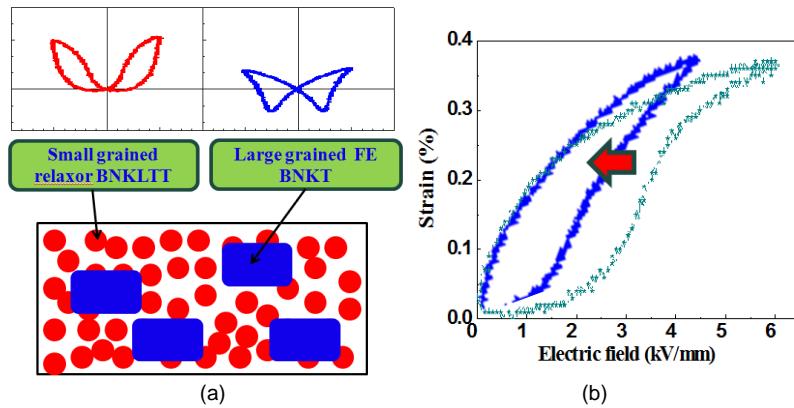 Small grained
relaxor BNKLTT
Large grained FE
BNKT
(a)
0.4
0.3
0.2
0.1
0.0
Strain (%)
0 1 2 3 4 5 6
Electric field (kV/mm)
(b)